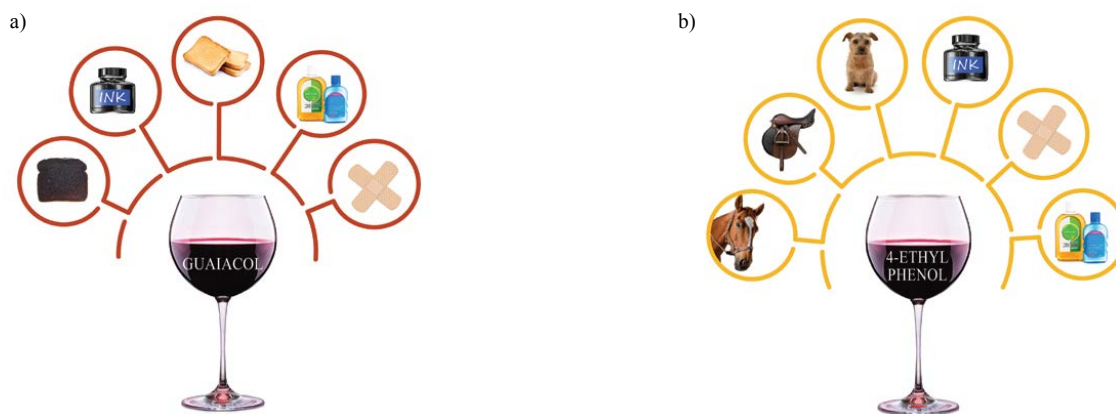 a)
INK
GUAIACOL
b)
INK
4-ETHYL
PHENOL